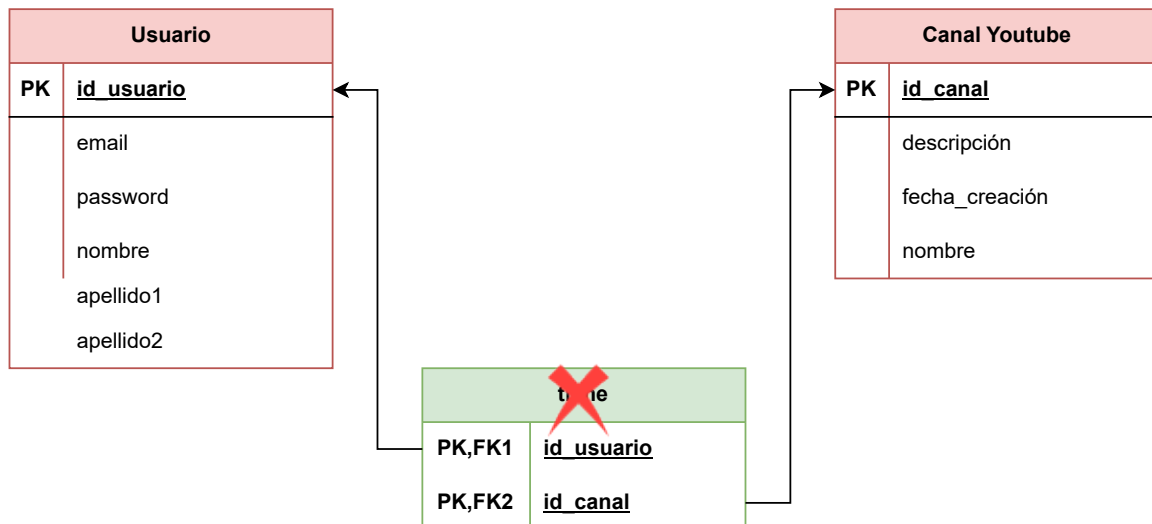 Usuario
PK id_usuario
email
password
nombre
apellido1
apellido2
Canal Youtube
PK id_canal
descripción
fecha_creación
nombre
PK,FK1 id_usuario
PK,FK2 id_canal